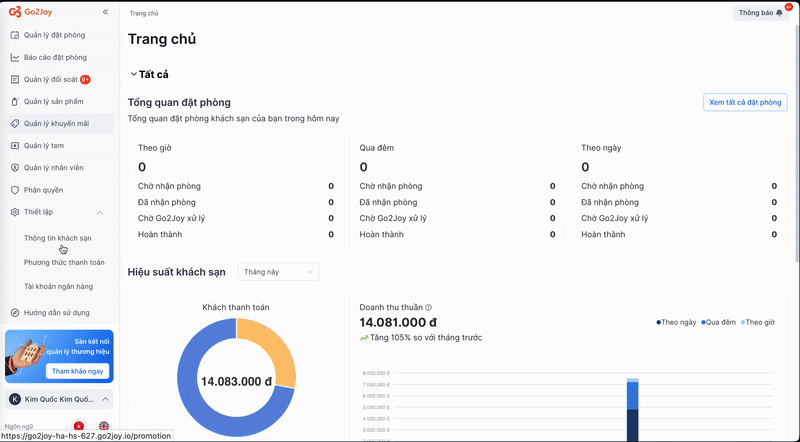 Go2Joy
«
Trang chủ
Thông báo
9+
Quản lý đặt phòng
Báo cáo đặt phòng
Quản lý đối soát 9+
Quản lý sản phẩm
Quản lý khuyến mãi
Quản lý tem
Quản lý nhân viên
Phân quyền
Thiết lập
Thông tin khách sạn
Phương thức thanh toán
Tài khoản ngân hàng
Hướng dẫn sử dụng
Sàn kết nối
quản lý thương hiệu
Tham khảo ngay
K Kim Quốc Kim Quố...
Ngôn ngữ
https://go2joy-ha-hs-627.go2joy.io/promotion
Trang chủ
Tất cả
Tổng quan đặt phòng
Xem tất cả đặt phòng
Tổng quan đặt phòng khách sạn của bạn trong hôm nay
Theo giờ
0
Chờ nhận phòng 0
Đã nhận phòng 0
Chờ Go2Joy xử lý 0
Hoàn thành 0
Qua đêm
0
Chờ nhận phòng 0
Đã nhận phòng 0
Chờ Go2Joy xử lý 0
Hoàn thành 0
Theo ngày
0
Chờ nhận phòng 0
Đã nhận phòng 0
Chờ Go2Joy xử lý 0
Hoàn thành 0
Hiệu suất khách sạn
Tháng này
Khách thanh toán
14.083.000 đ
Doanh thu thuần
14.081.000 đ
Tăng 105% so với tháng trước
Theo ngày Qua đêm Theo giờ
8.000.000 đ
7.000.000 đ
6.000.000 đ
5.000.000 đ
4.000.000 đ
3.000.000 đ
2.000.000 đ